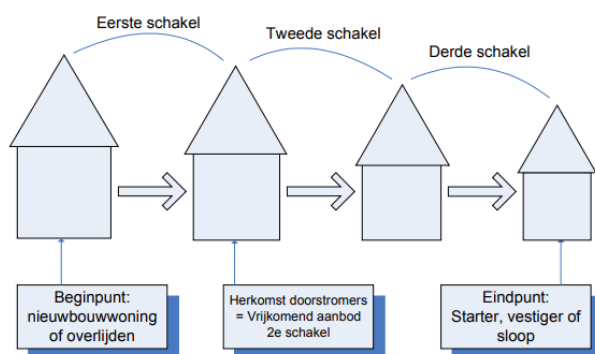 Eerste schakel
Tweede schakel
Derde schakel
Beginpunt:
nieuwbouwwoning
of overlijden
Herkomst doorstromers
= Vrijkomend aanbod
2e schakel
Eindpunt:
Starter, vestiger of
sloop